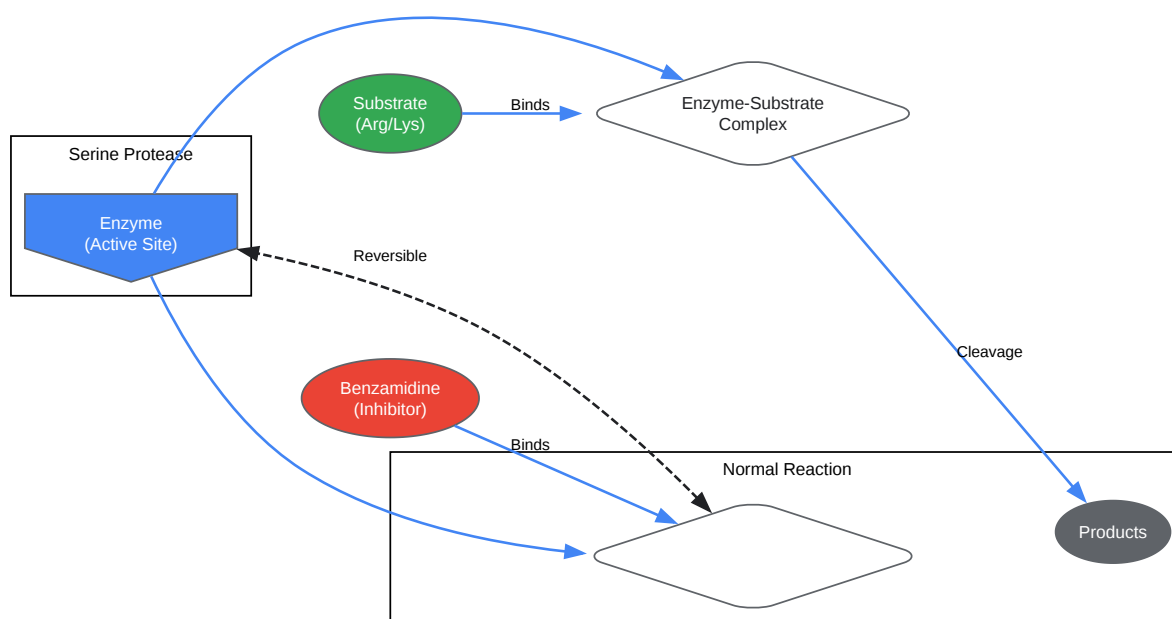 Substrate
(Arg/Lys)
Binds
Enzyme-Substrate
Complex
Serine Protease
Enzyme
(Active Site)
Reversible
Cleavage
Benzamidine
(Inhibitor)
Binds
Normal Reaction
Products